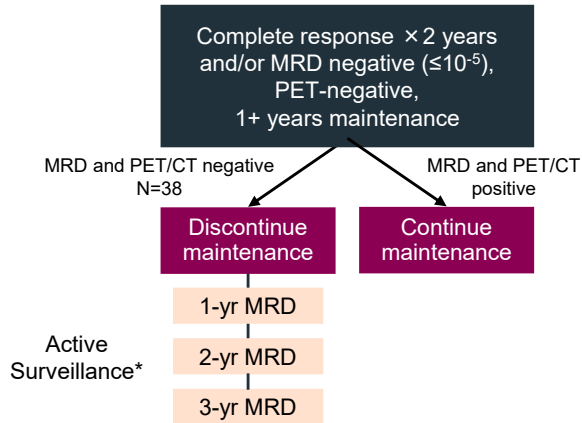 Complete response × 2 years
and/or MRD negative (≤10⁻⁵),
PET-negative,
1+ years maintenance
MRD and PET/CT negative
N=38
MRD and PET/CT
positive
Discontinue
maintenance
Continue
maintenance
1-yr MRD
Active
Surveillance*
2-yr MRD
3-yr MRD